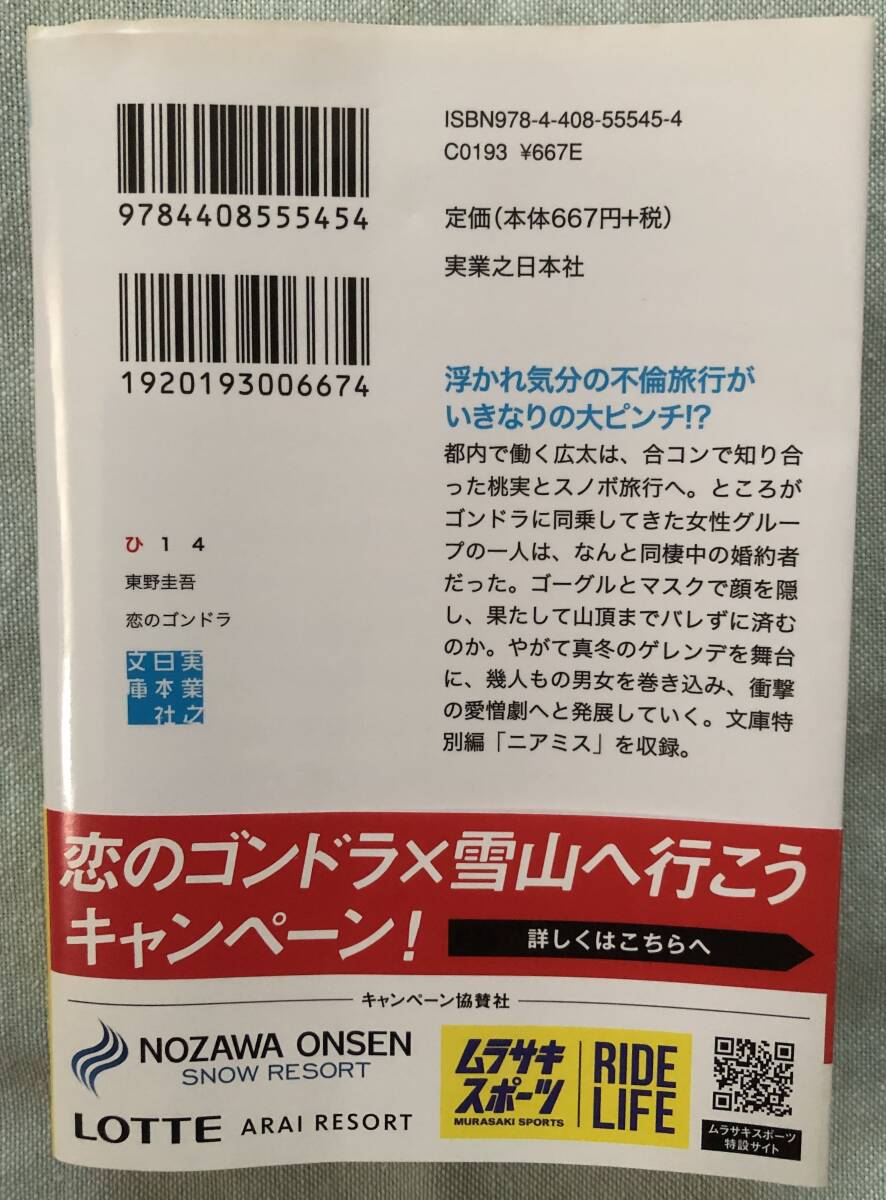 9784408555454
1920193006674
ISBN978-4-408-55545-4
C0193 ¥667E
定価(本体667円+税)
実業之日本社
浮かれ気分の不倫旅行が
いきなりの大ピンチ!?
都内で働く広太は、合コンで知り合
った桃実とスノボ旅行へ。ところが
ゴンドラに同乗してきた女性グルー
プの一人は、なんと同棲中の婚約者
だった。ゴーグルとマスクで顔を隠
し、果たして山頂までバレずに済む
のか。やがて真冬のゲレンデを舞台
に、幾人もの男女を巻き込み、衝撃
の愛憎劇へと発展していく。文庫特
別編「ニアミス」を収録。
ひ 1 4
東野圭吾
恋のゴンドラ
実業之
日本社
文庫
恋のゴンドラ×雪山へ行こう
キャンペーン!
詳しくはこちらへ
キャンペーン協賛社
NOZAWA ONSEN
SNOW RESORT
LOTTE ARAI RESORT
ムラサキ
スポーツ
MURASAKI SPORTS
RIDE
LIFE
ムラサキスポーツ
特設サイト